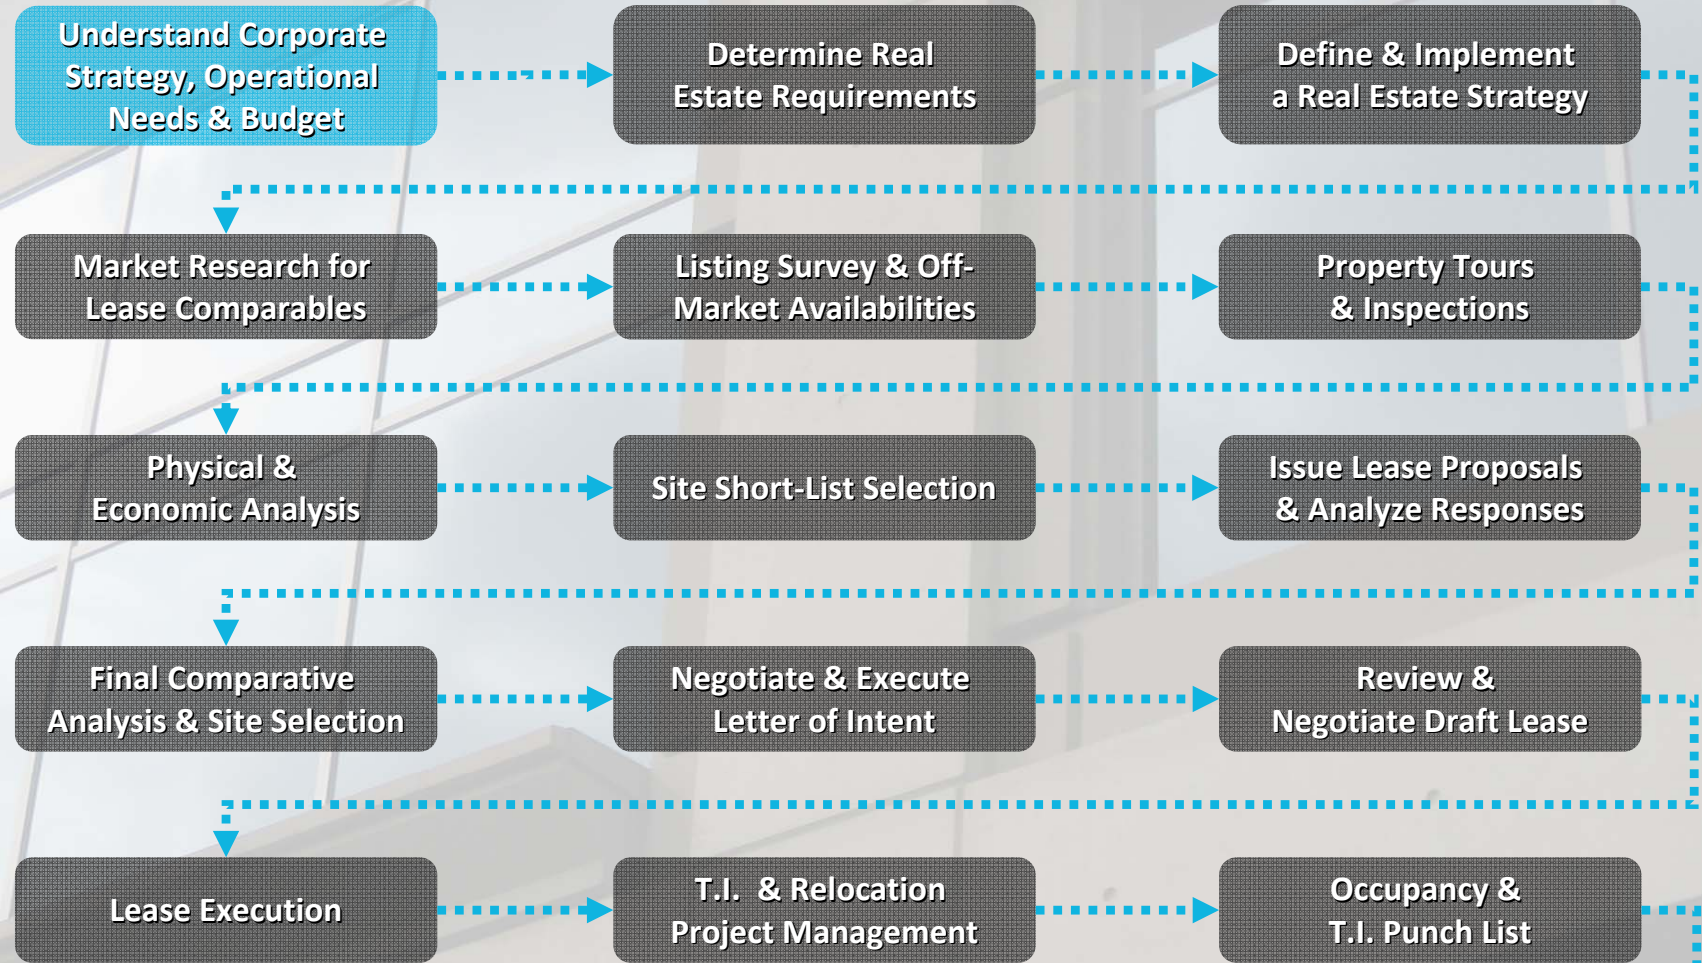 Understand Corporate
Strategy, Operational
Needs & Budget
Determine Real
Estate Requirements
Define & Implement
a Real Estate Strategy
Market Research for
Lease Comparables
Listing Survey & Off-
Market Availabilities
Property Tours
& Inspections
Physical &
Economic Analysis
Site Short-List Selection
Issue Lease Proposals
& Analyze Responses
Final Comparative
Analysis & Site Selection
Negotiate & Execute
Letter of Intent
Review &
Negotiate Draft Lease
Lease Execution
T.I. & Relocation
Project Management
Occupancy &
T.I. Punch List